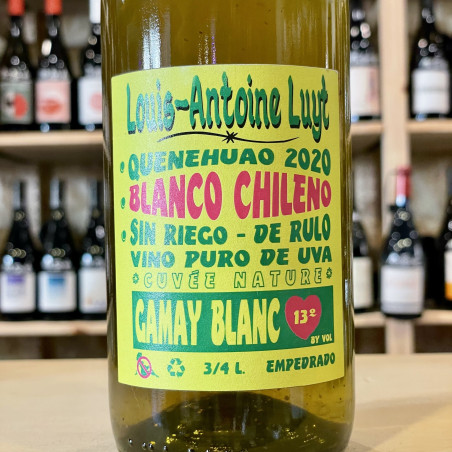 Louis-Antoine Luyt
QUENEHUAO 2020
BLANCO CHILENO
SIN RIEGO - DE RULO
VINO PURO DE UVA
CUVÉE NATURE
GAMAY BLANC 13º
BY VOL
3/4 L. EMPEDRADO